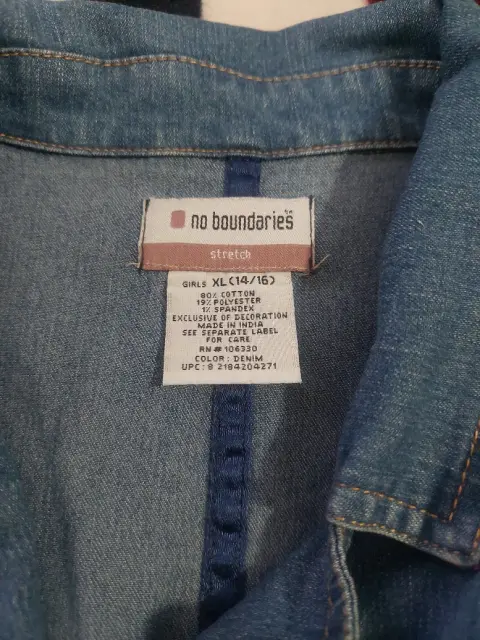 no boundaries™
stretch
GIRLS XL(14/16)
80% COTTON
19% POLYESTER
1% SPANDEX
EXCLUSIVE OF DECORATION
MADE IN INDIA
SEE SEPARATE LABEL
FOR CARE
RN# 106330
COLOR: DENIM
UPC: 8 2184204271